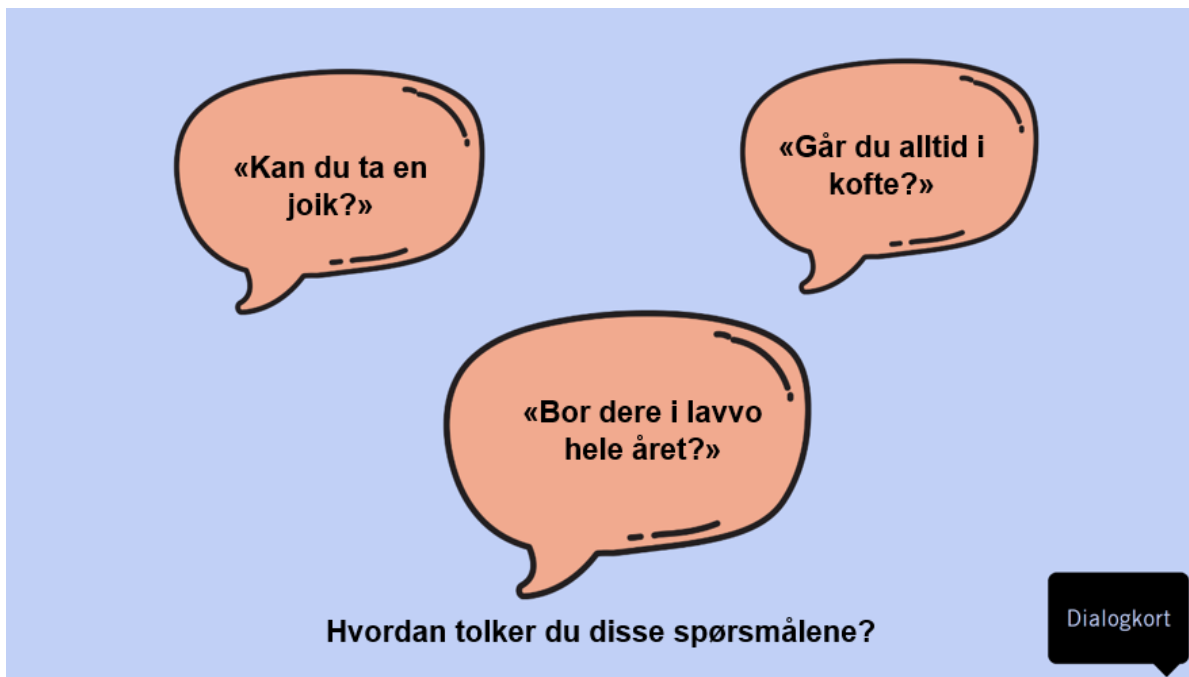 «Kan du ta en
joik?»
«Går du alltid i
kofte?»
«Bor dere i lavvo
hele året?»
Hvordan tolker du disse spørsmålene?
Dialogkort